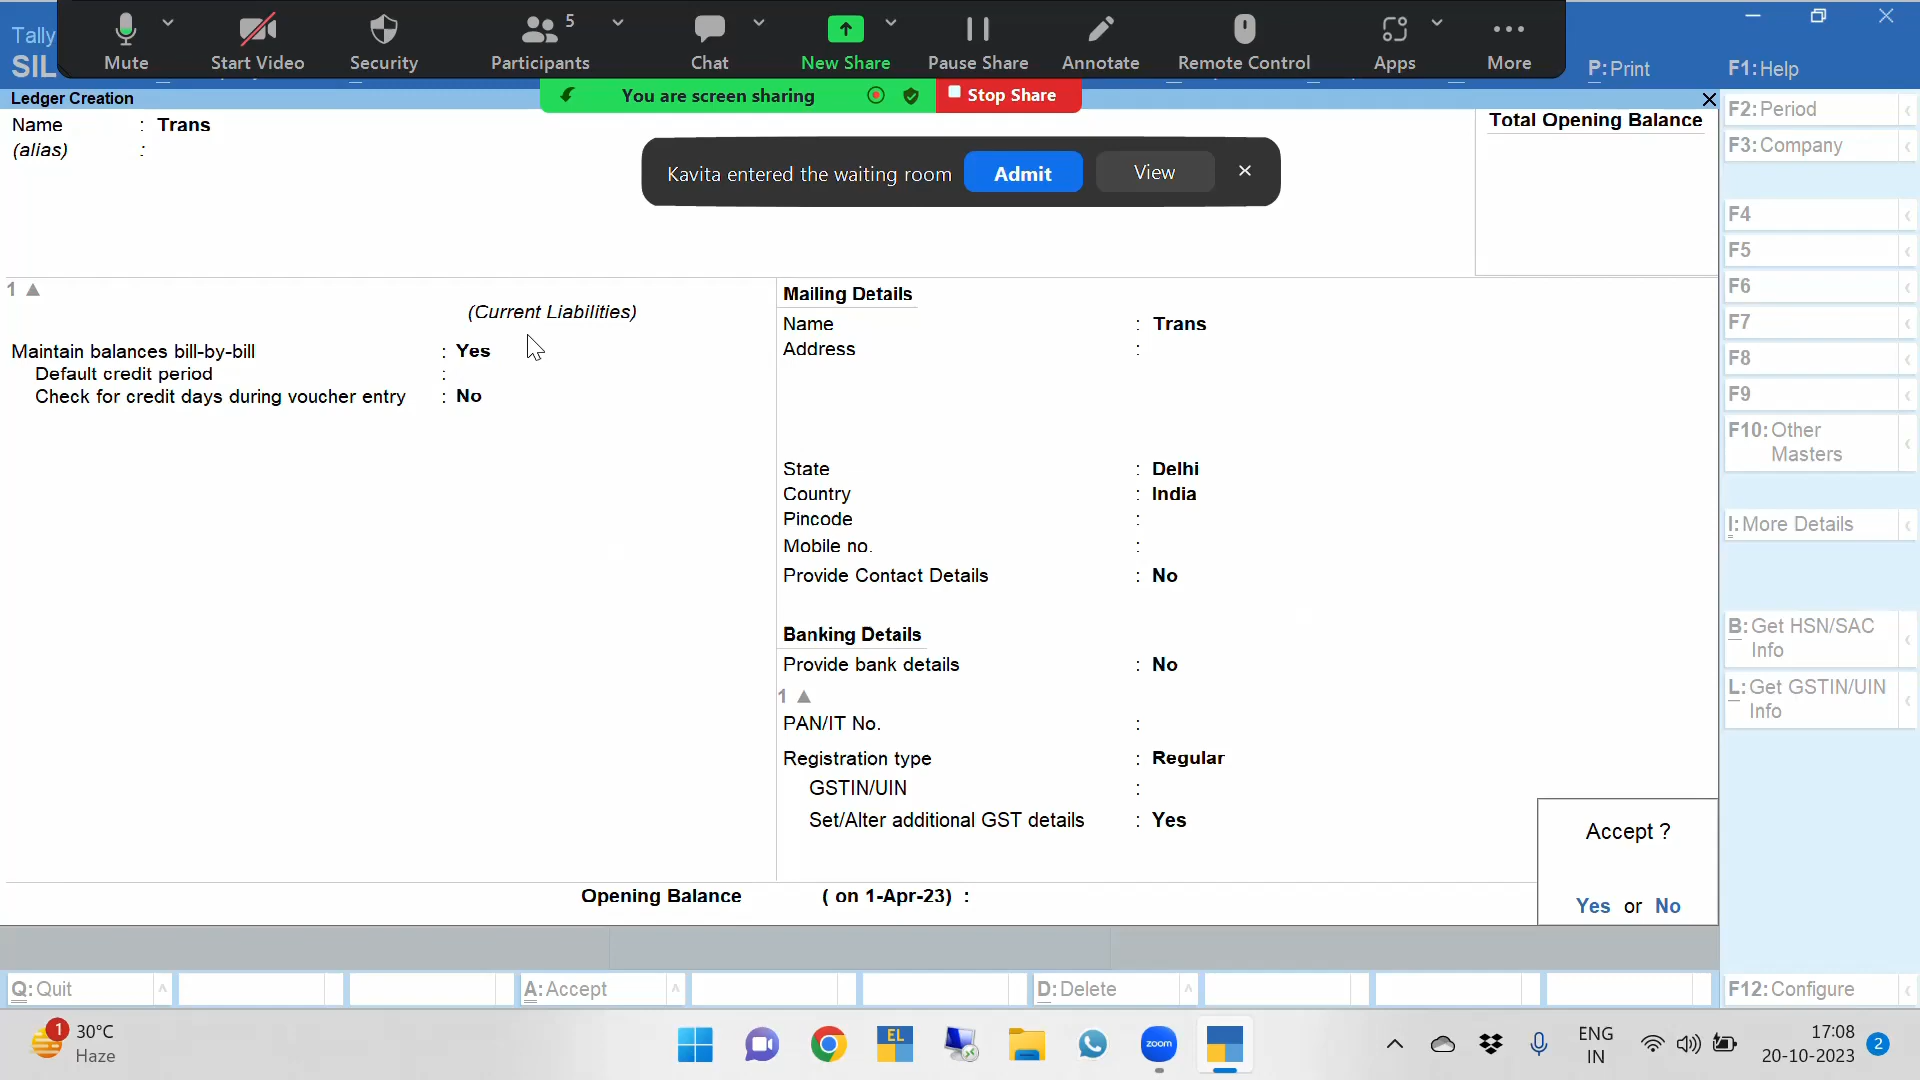 Mute
Start Video
Security
Participants
5
Chat
New Share
Pause Share
Annotate
Remote Control
Apps
More
Tally
SIL
P:Print
F1:Help
You are screen sharing
Stop Share
Ledger Creation
Name : Trans
(alias) :
Kavita entered the waiting room
Admit
View
Total Opening Balance
F2:Period
F3:Company
F4
F5
F6
F7
F8
F9
F10:Other
Masters
I:More Details
B:Get HSN/SAC
Info
L:Get GSTIN/UIN
Info
1
(Current Liabilities)
Maintain balances bill-by-bill : Yes
Default credit period :
Check for credit days during voucher entry : No
Mailing Details
Name : Trans
Address :
State : Delhi
Country : India
Pincode :
Mobile no. :
Provide Contact Details : No
Banking Details
Provide bank details : No
1
PAN/IT No. :
Registration type : Regular
GSTIN/UIN :
Set/Alter additional GST details : Yes
Accept ?
Yes or No
Opening Balance ( on 1-Apr-23) :
Q:Quit
A:Accept
D:Delete
F12:Configure
1
30°C
Haze
EL
zoom
ENG
IN
17:08
20-10-2023
2